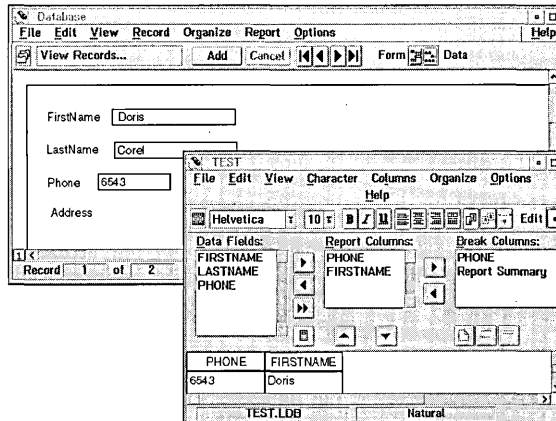 Database
File Edit View Record Organize Report Options Help
View Records... Add Cancel Form Data
FirstName Doris
LastName Corel
Phone 6543
Address
1
Record 1 of 2
TEST
File Edit View Character Columns Organize Options
Help
Helvetica 10 B I U Edit
Data Fields: Report Columns: Break Columns:
FIRSTNAME PHONE PHONE
LASTNAME FIRSTNAME Report Summary
PHONE
PHONE FIRSTNAME
6543 Doris
TEST.LDB Natural